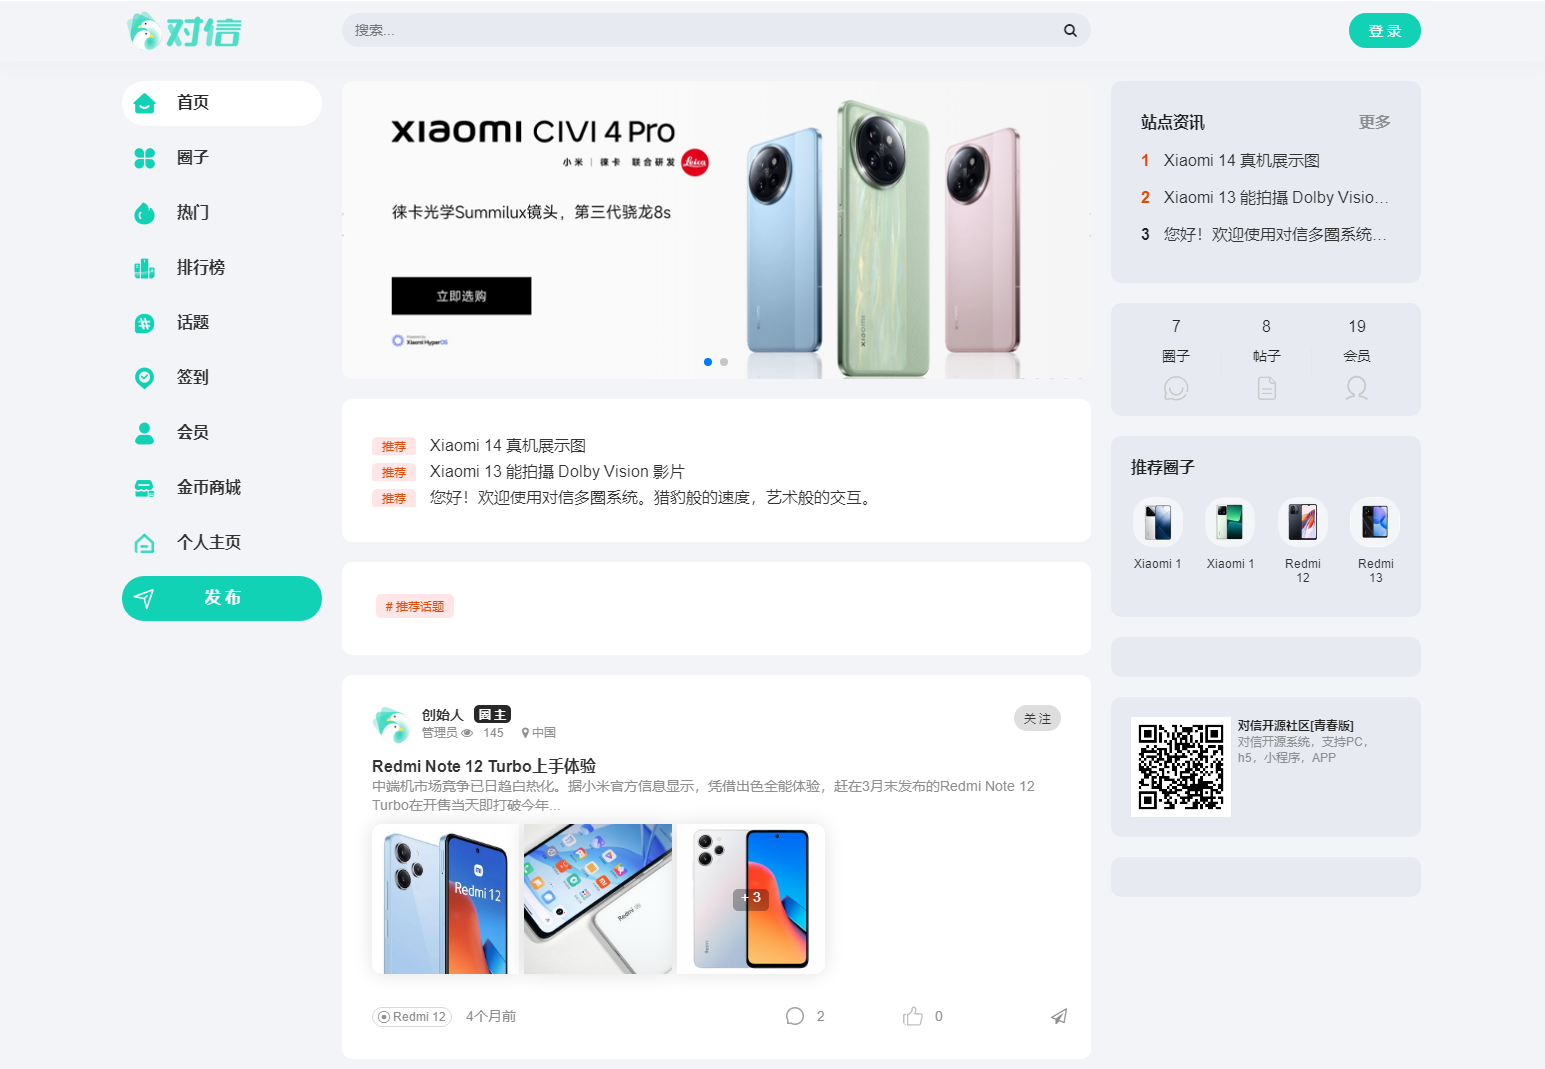 对信
搜索...
登 录
首页
圈子
热门
排行榜
话题
签到
会员
金币商城
个人主页
发 布
xiaomi CIVI 4 Pro
小米 | 徕卡 联合研发 Leica
徕卡光学Summilux镜头，第三代骁龙8s
立即选购
Xiaomi HyperOS
推荐 Xiaomi 14 真机展示图
推荐 Xiaomi 13 能拍攝 Dolby Vision 影片
推荐 您好！欢迎使用对信多圈系统。猎豹般的速度，艺术般的交互。
# 推荐话题
创始人 圈 主
管理员 145 中国
关 注
Redmi Note 12 Turbo上手体验
中端机市场竞争已日趋白热化。据小米官方信息显示，凭借出色全能体验，赶在3月末发布的Redmi Note 12
Turbo在开售当天即打破今年...
Redmi 12
Redmi
+ 3
Redmi 12 4个月前 2 0
站点资讯 更多
1 Xiaomi 14 真机展示图
2 Xiaomi 13 能拍攝 Dolby Visio...
3 您好！欢迎使用对信多圈系统...
7 8 19
圈子 帖子 会员
推荐圈子
Xiaomi 1 Xiaomi 1 Redmi 12 Redmi 13
对信开源社区[青春版]
对信开源系统，支持PC，
h5，小程序，APP